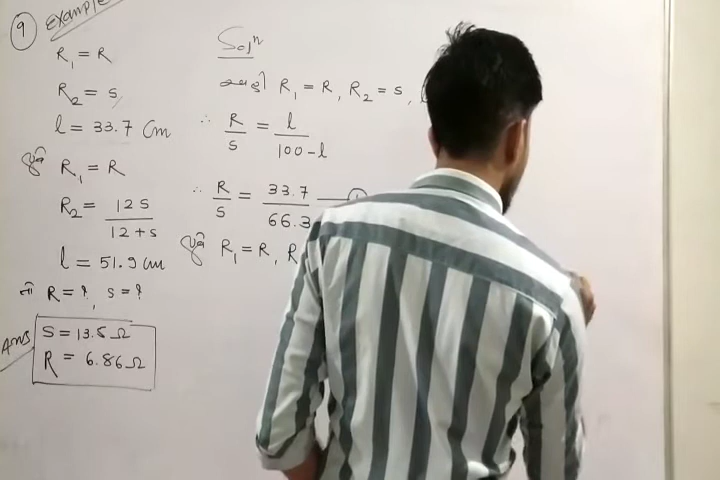 9 Example
R₁ = R
R₂ = s
l = 33.7 Cm
R₁ = R
R₂ = 12 s / 12 + s
l = 51.9 cm
તો R = ?, s = ?
Ans S = 13.5 Ω
R = 6.86 Ω
Solⁿ
અહી R₁ = R, R₂ = s,
∴ R / s = l / 100 - l
∴ R / s = 33.7 / 66.3 — 1
R₁ = R, R